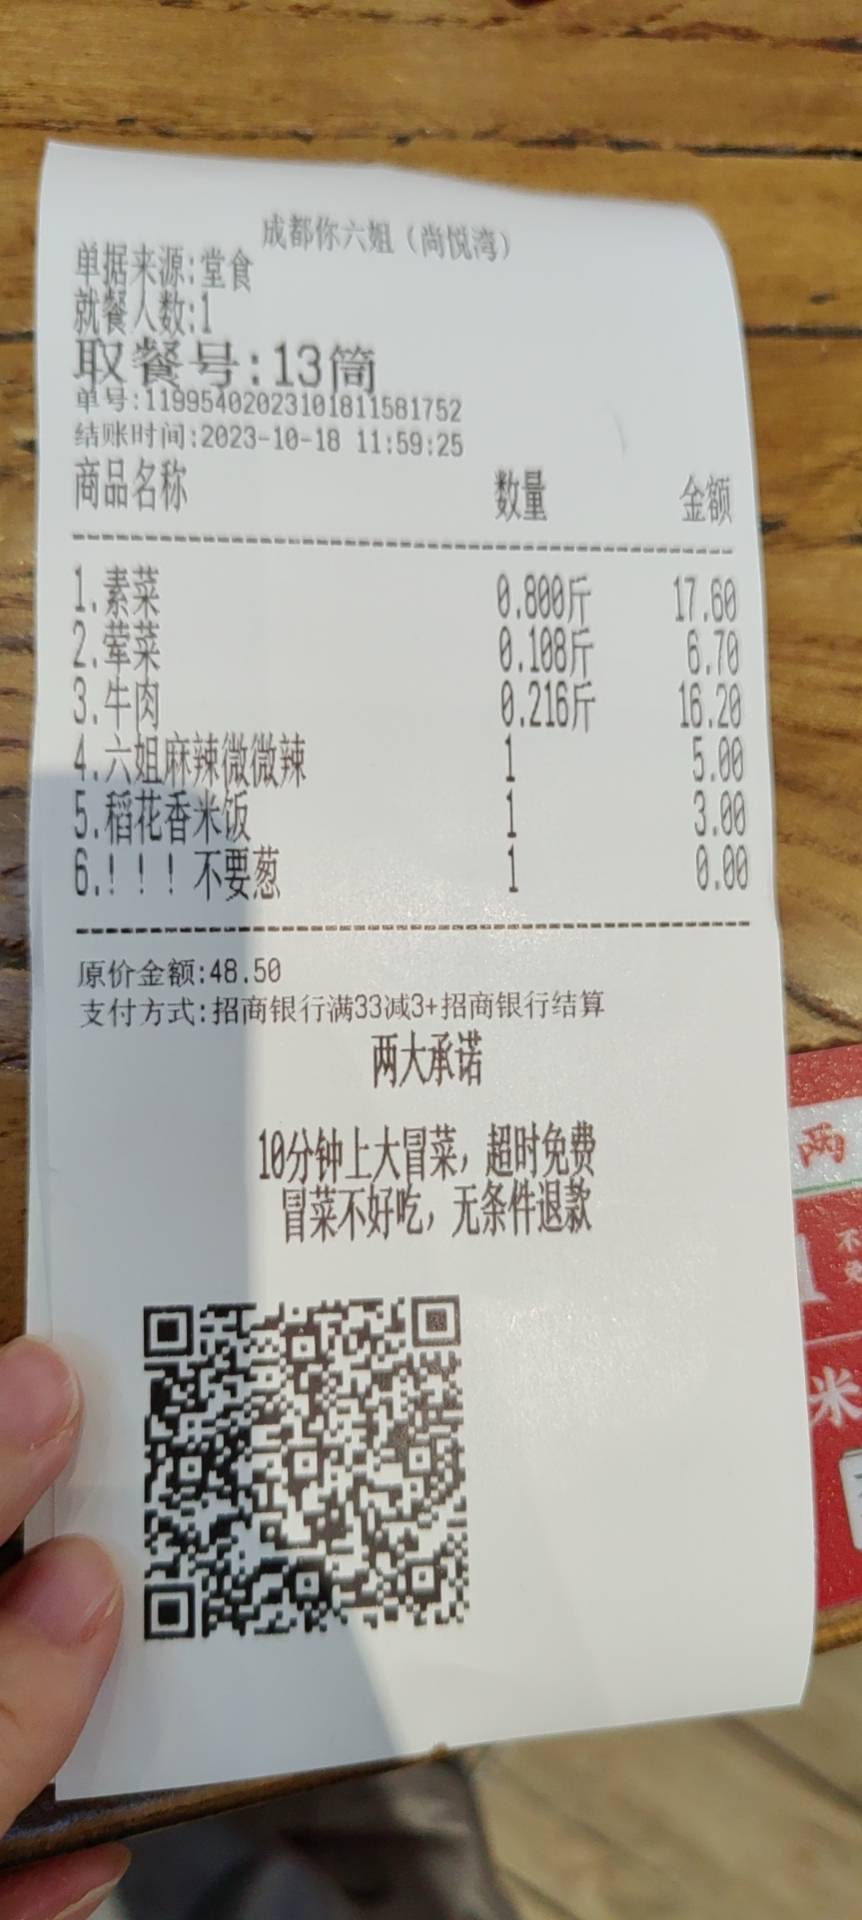 成都你六姐（尚悦湾）
单据来源:堂食
就餐人数:1
取餐号:13筒
单号:11995402023101811581752
结账时间:2023-10-18 11:59:25
商品名称 数量 金额
1.素菜 0.800斤 17.60
2.荤菜 0.108斤 6.70
3.牛肉 0.216斤 16.20
4.六姐麻辣微微辣 1 5.00
5.稻花香米饭 1 3.00
6.！！！不要葱 1 0.00
原价金额:48.50
支付方式:招商银行满33减3+招商银行结算
两大承诺
10分钟上大冒菜，超时免费
冒菜不好吃，无条件退款
两
不
免
米